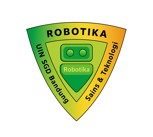 ROBOTIKA
UIN SGD Bandung
Robotika
Sains & Teknologi